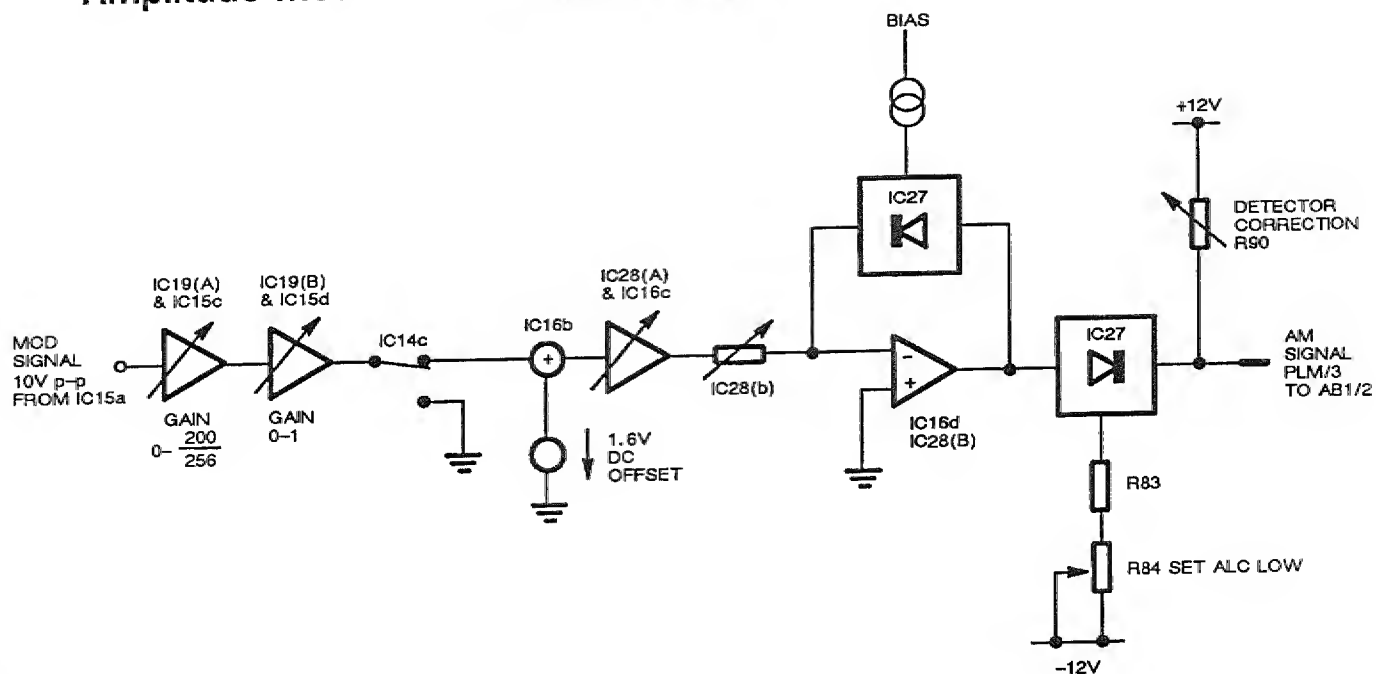 BIAS
+12V
IC27
DETECTOR
CORRECTION
R90
IC19(A)
& IC15c
IC19(B)
& IC15d
IC14c
IC16b
IC28(A)
& IC16c
MOD
SIGNAL
10V p-p
FROM IC15a
GAIN
0- 200
256
GAIN
0-1
+
1.6V
DC
OFFSET
IC28(b)
-
+
IC16d
IC28(B)
IC27
AM
SIGNAL
PLM/3
TO AB1/2
R83
R84 SET ALC LOW
-12V